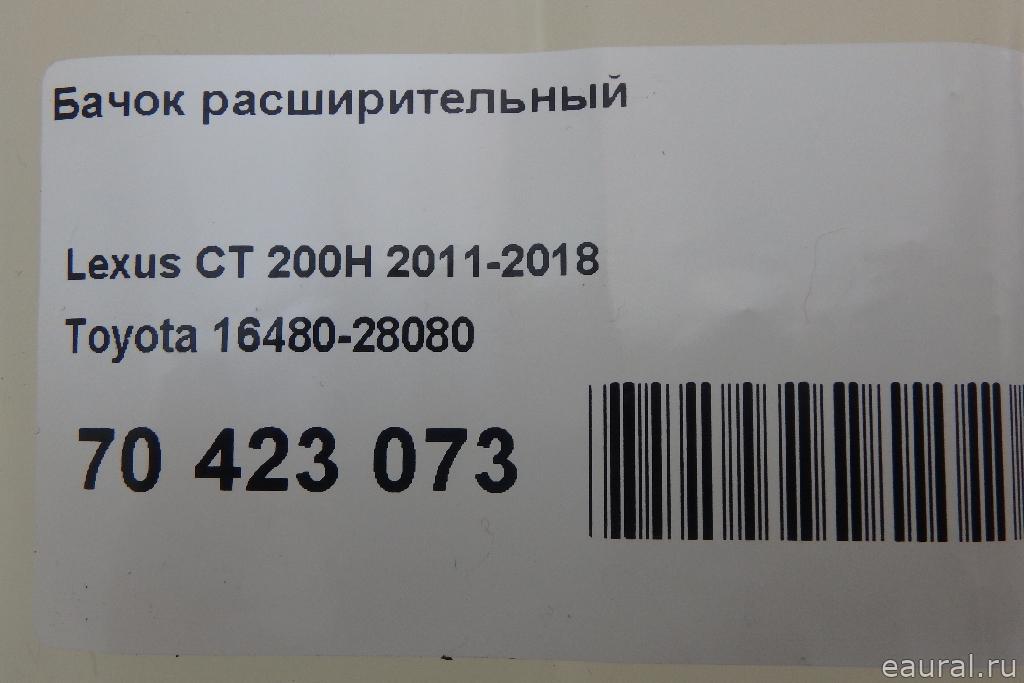 Бачок расширительный
Lexus CT 200H 2011-2018
Toyota 16480-28080
70 423 073
eaural.ru